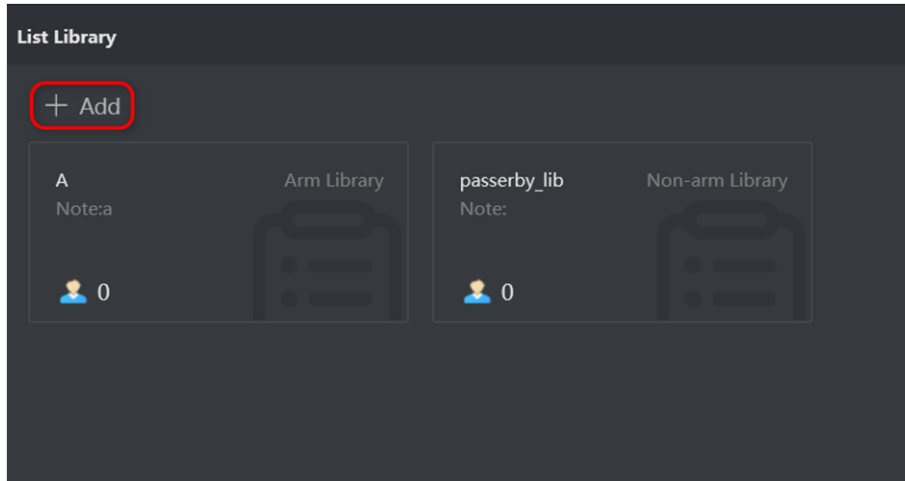 List Library
+ Add
A Arm Library
Note:a
0
passerby_lib Non-arm Library
Note:
0